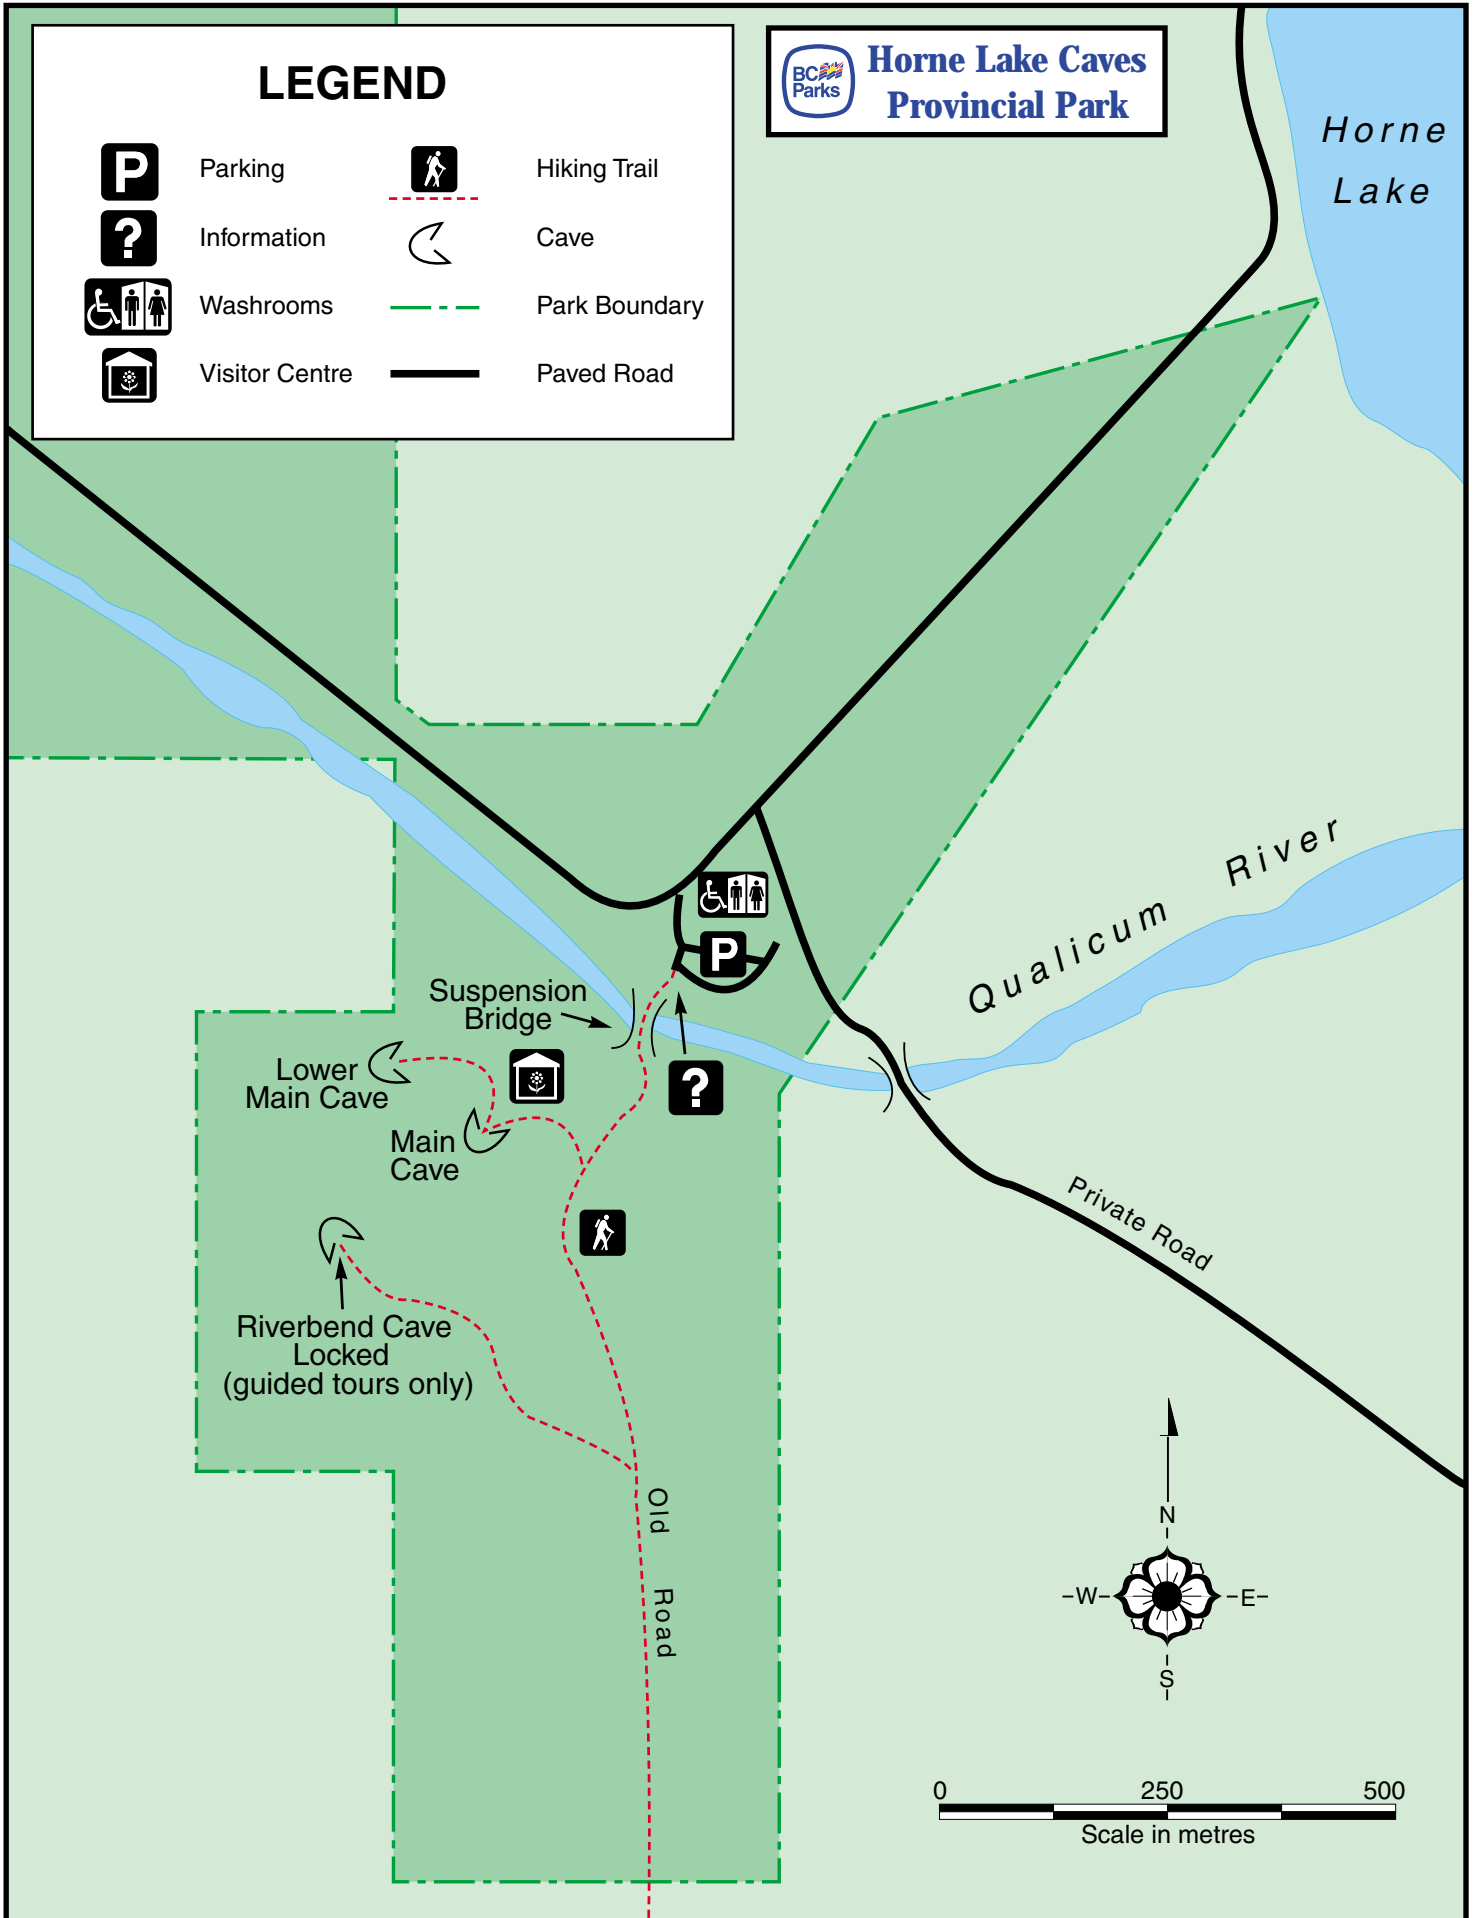 LEGEND
P
Parking
Hiking Trail
?
Information
Cave
Washrooms
Park Boundary
Visitor Centre
Paved Road
BC
Parks
Horne Lake Caves
Provincial Park
Horne
Lake
Qualicum River
P
Suspension
Bridge
?
Lower
Main Cave
Main
Cave
Riverbend Cave
Locked
(guided tours only)
Private Road
Old Road
N
W
E
S
0 250 500
Scale in metres